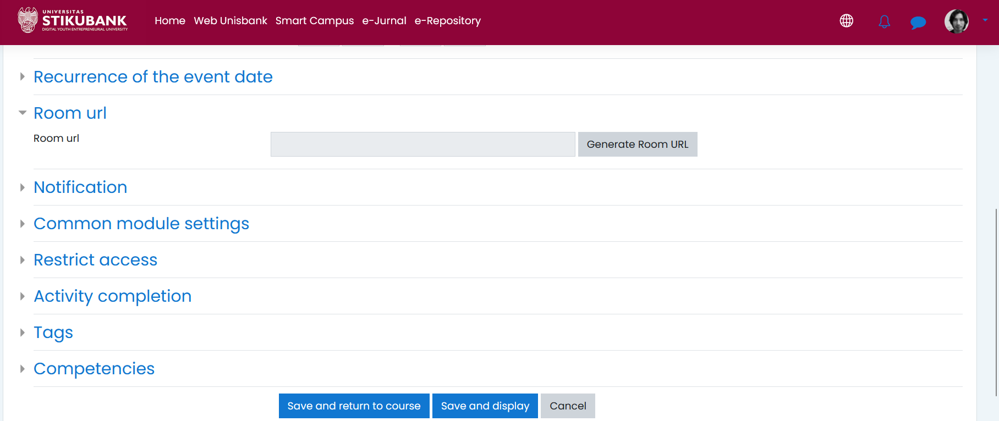 UNIVERSITAS
STIKUBANK
DIGITAL YOUTH ENTREPRENEURIAL UNIVERSITY
Home Web Unisbank Smart Campus e-Jurnal e-Repository
Recurrence of the event date
Room url
Room url
Generate Room URL
Notification
Common module settings
Restrict access
Activity completion
Tags
Competencies
Save and return to course Save and display Cancel